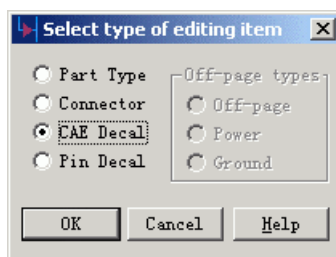 Select type of editing item
Part Type
Connector
CAE Decal
Pin Decal
Off-page types
Off-page
Power
Ground
OK Cancel Help